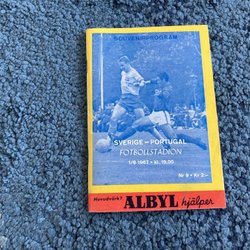 SOUVENIRPROGRAM
SVERIGE - PORTUGAL
FOTBOLLSTADION
1/6 1967 • kl. 19.00
Nr 9 • Kr 2:-
Huvudvärk?
ALBYL hjälper